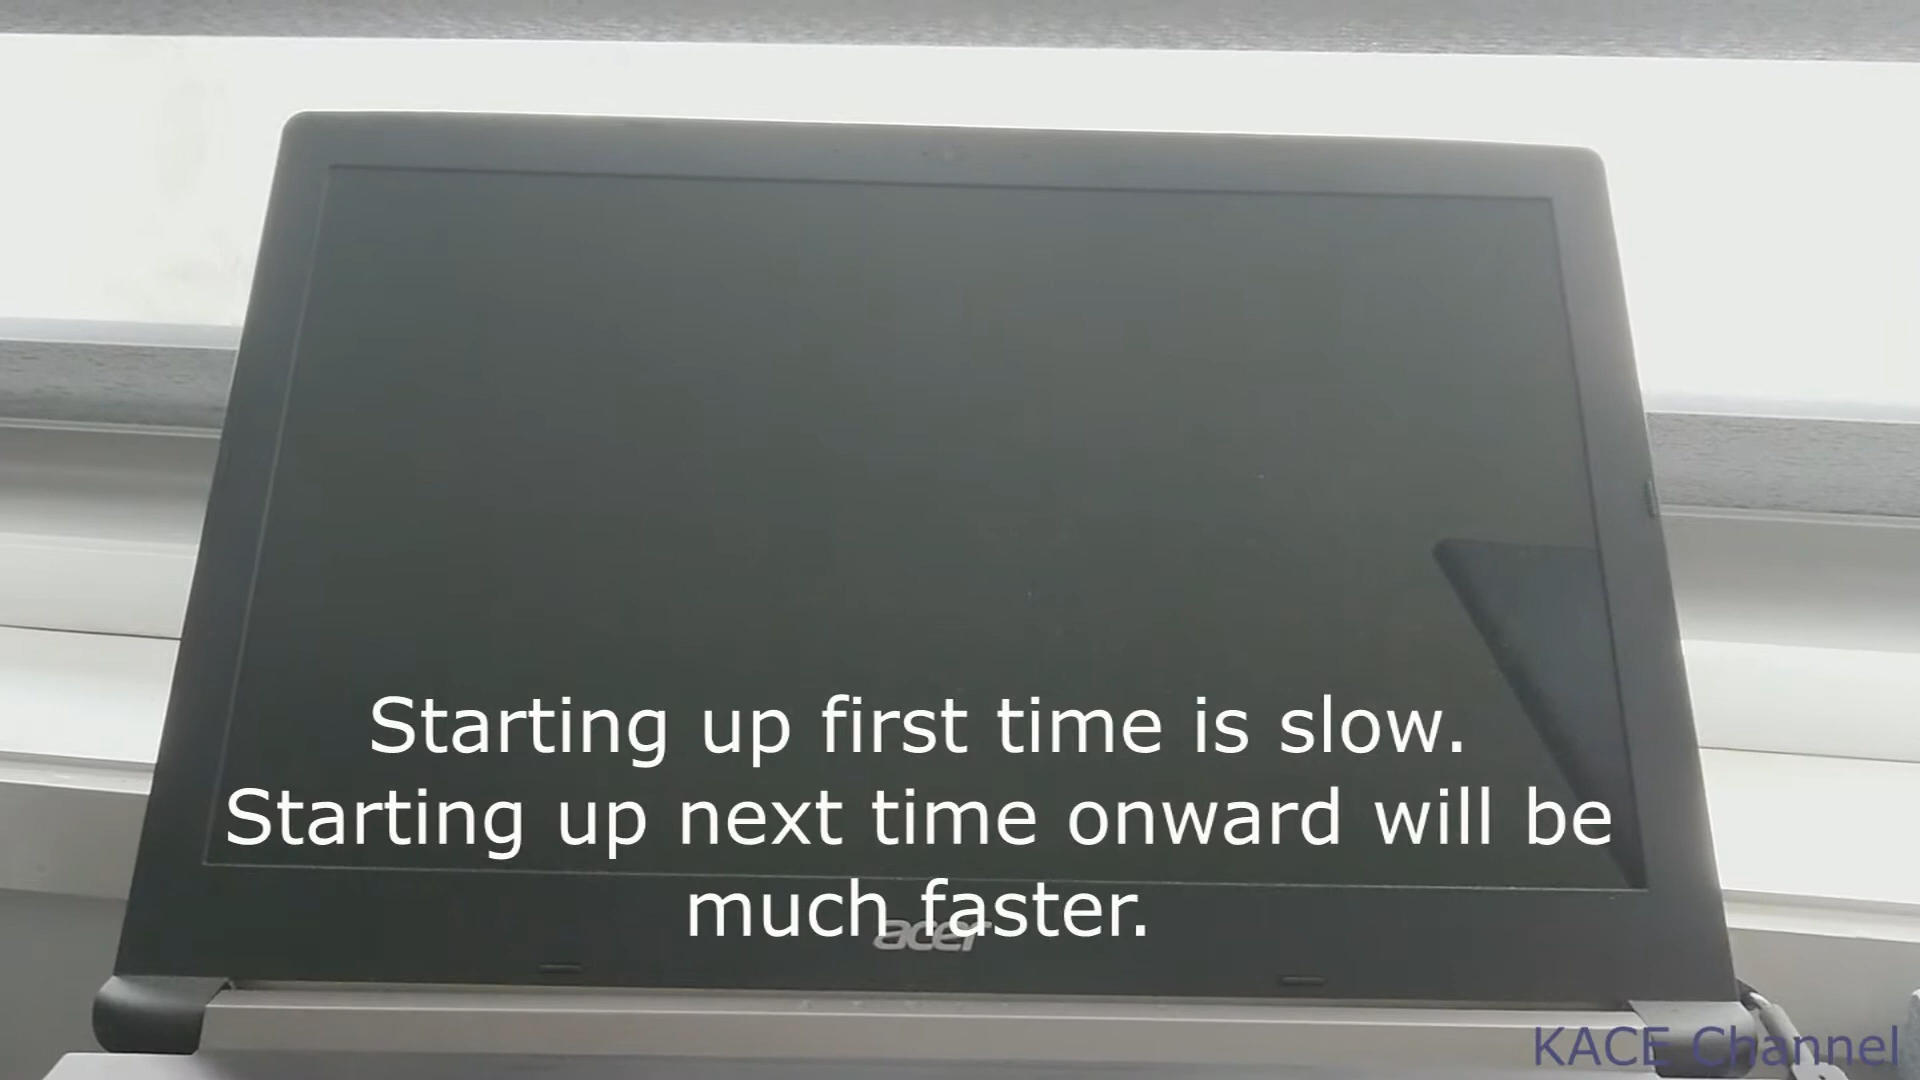 Starting up first time is slow.
Starting up next time onward will be
much faster.
acer
KACE Channel